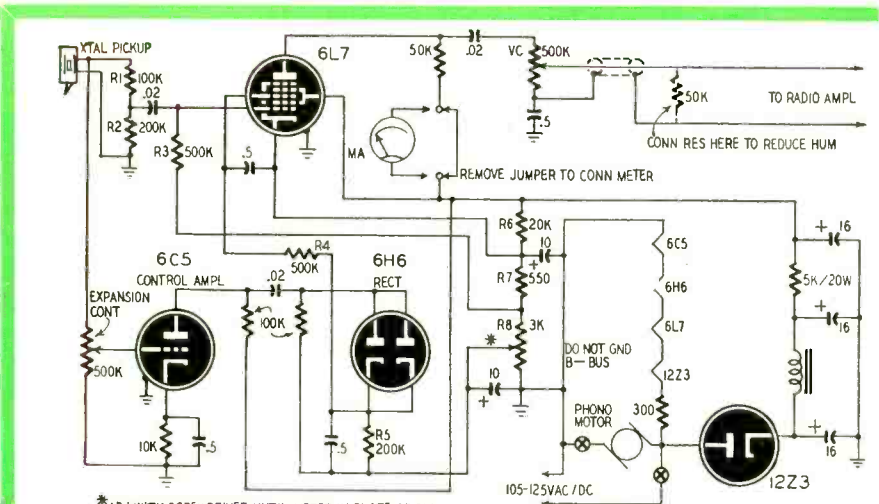 XTAL PICKUP
R1
100K
.02
R2
200K
R3
500K
.5
6L7
50K
.02
VC
500K
.5
50K
TO RADIO AMPL
CONN RES HERE TO REDUCE HUM
MA
REMOVE JUMPER TO CONN METER
6C5
CONTROL AMPL
EXPANSION
CONT
500K
10K
.5
R4
500K
.02
100K
6H6
RECT
.5
R5
200K
R6
20K
10
R7
550
R8
3K
*
10
DO NOT GND
B— BUS
6C5
6H6
6L7
12Z3
300
PHONO
MOTOR
105-125VAC/DC
+
16
5K/20W
+
16
+
16
12Z3